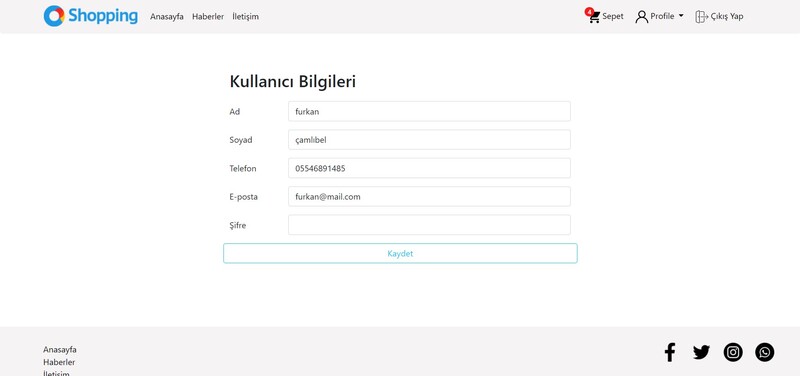 Shopping Anasayfa Haberler İletişim 4 Sepet Profile Çıkış Yap
Kullanıcı Bilgileri
Ad furkan
Soyad çamlıbel
Telefon 05546891485
E-posta furkan@mail.com
Şifre
Kaydet
Anasayfa
Haberler
İletişim